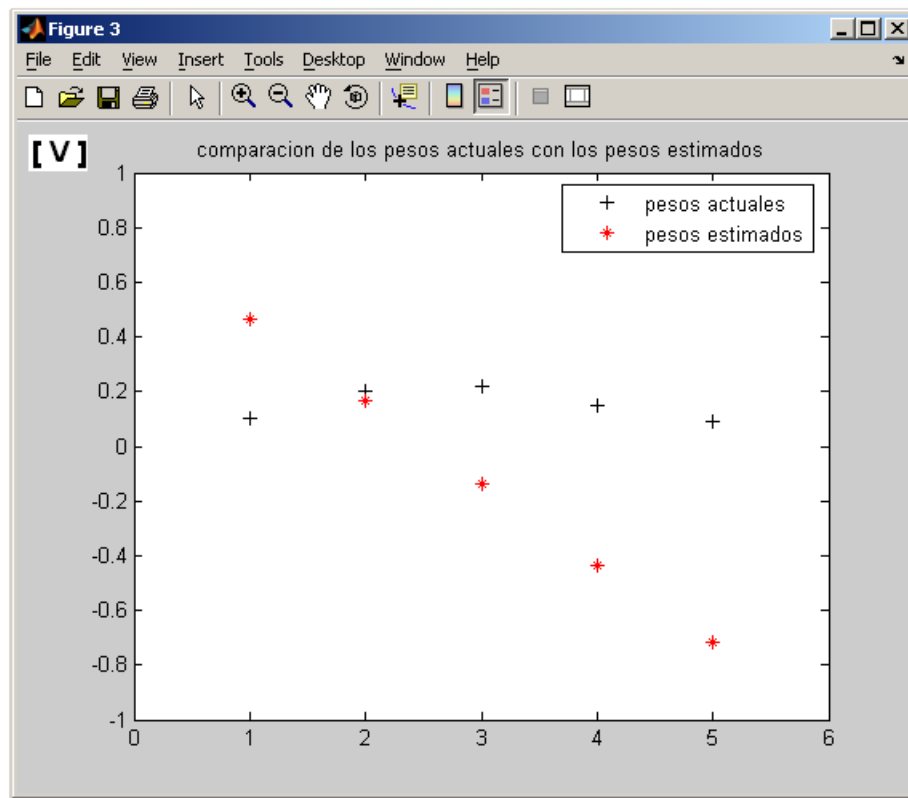 Figure 3
File Edit View Insert Tools Desktop Window Help
[ V ]
comparacion de los pesos actuales con los pesos estimados
pesos actuales
pesos estimados
1
0.8
0.6
0.4
0.2
0
-0.2
-0.4
-0.6
-0.8
-1
0 1 2 3 4 5 6